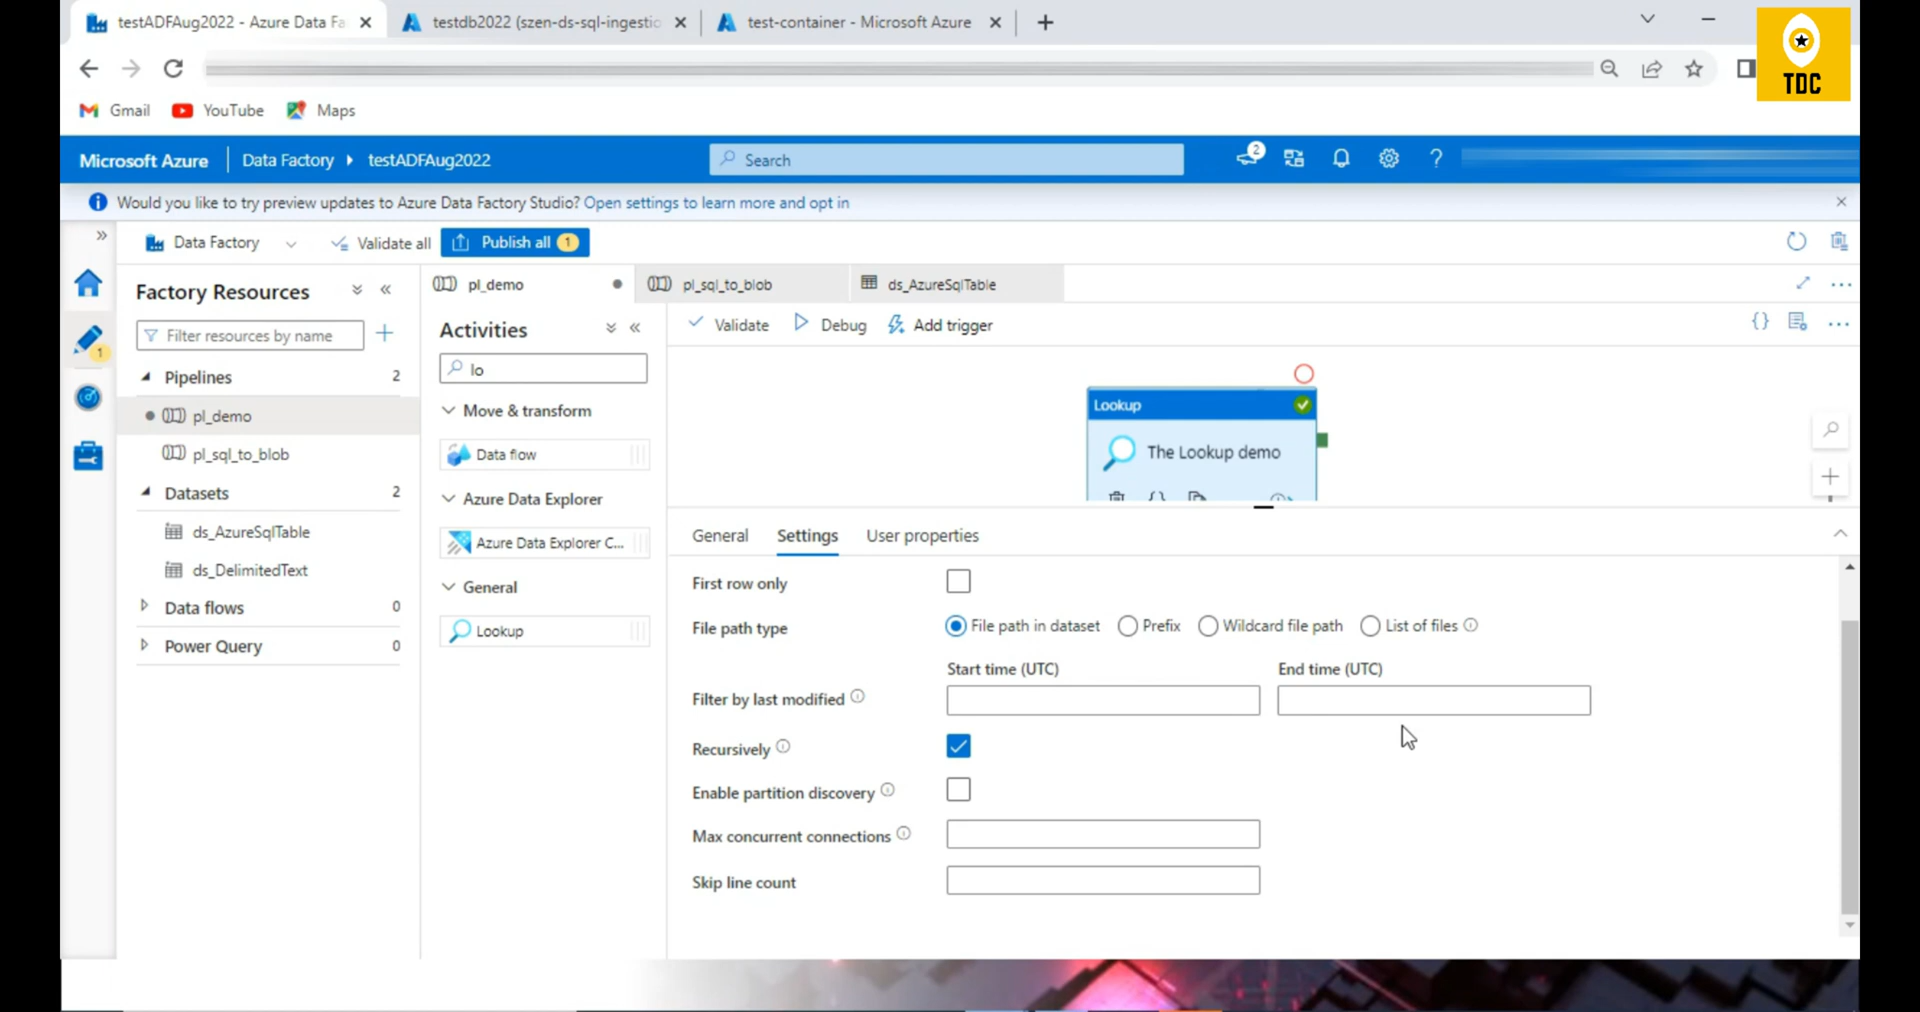 testADFAug2022 - Azure Data Fa
testdb2022 (szen-ds-sql-ingestio
test-container - Microsoft Azure
TDC
Gmail
YouTube
Maps
Microsoft Azure
Data Factory
testADFAug2022
Search
2
Would you like to try preview updates to Azure Data Factory Studio? Open settings to learn more and opt in
Data Factory
Validate all
Publish all 1
Factory Resources
Filter resources by name
1
Pipelines 2
pl_demo
pl_sql_to_blob
Datasets 2
ds_AzureSqlTable
ds_DelimitedText
Data flows 0
Power Query 0
pl_demo
pl_sql_to_blob
ds_AzureSqlTable
Activities
lo
Move & transform
Data flow
Azure Data Explorer
Azure Data Explorer C...
General
Lookup
Validate
Debug
Add trigger
Lookup
The Lookup demo
General
Settings
User properties
First row only
File path type
File path in dataset
Prefix
Wildcard file path
List of files
Start time (UTC)
End time (UTC)
Filter by last modified
Recursively
Enable partition discovery
Max concurrent connections
Skip line count